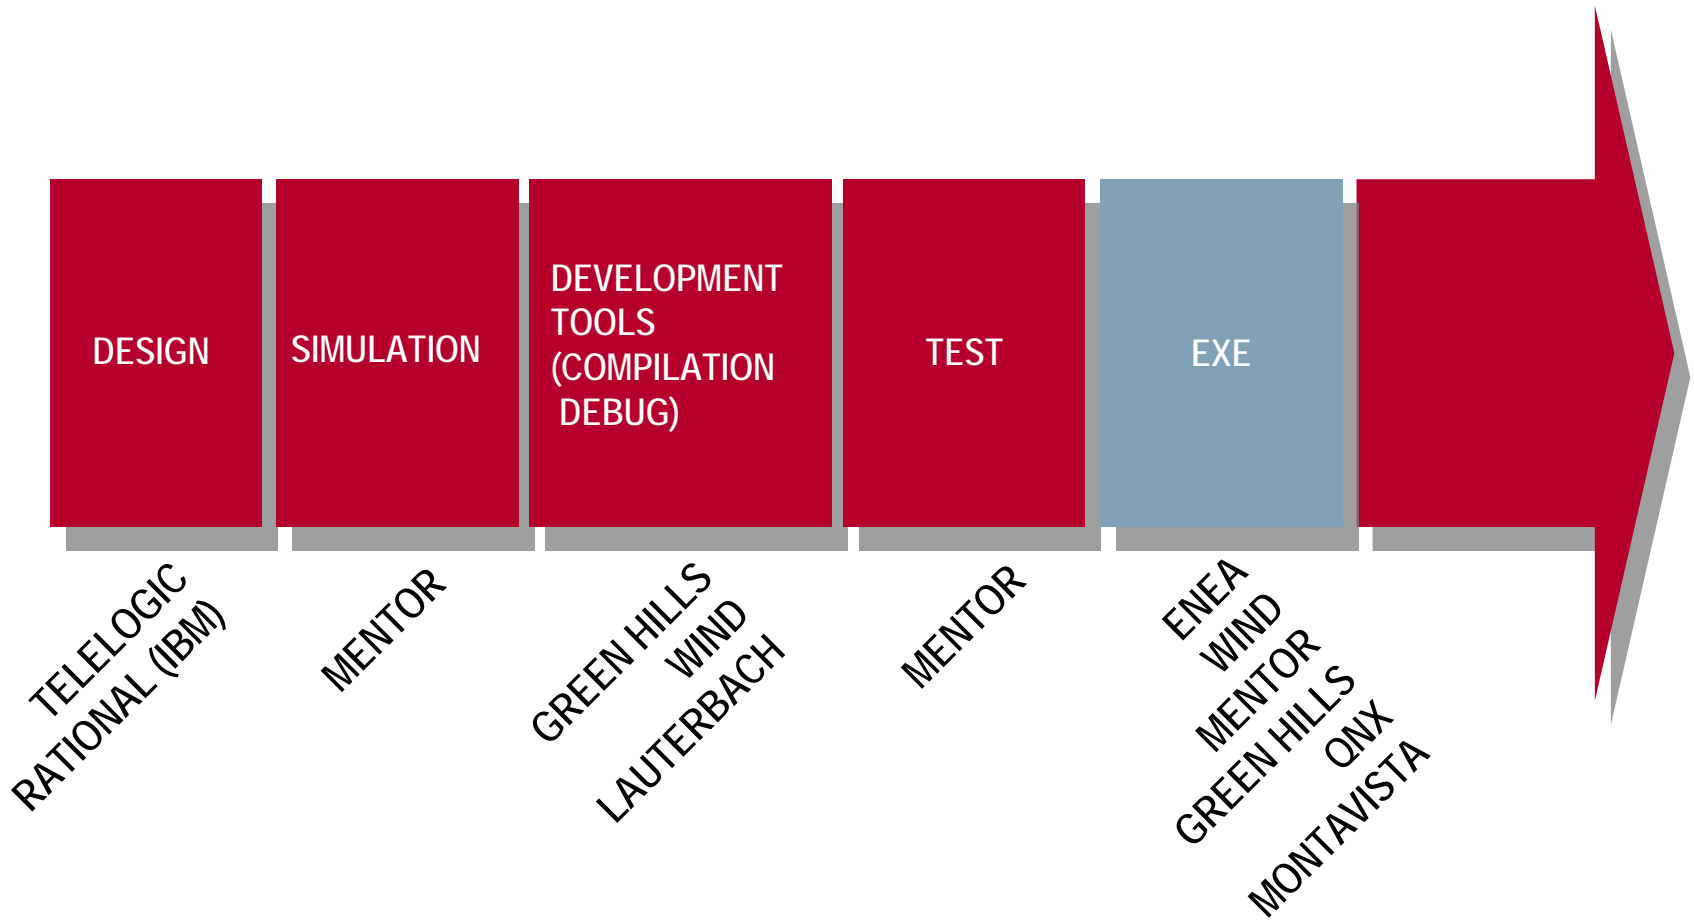 DESIGN
SIMULATION
DEVELOPMENT
TOOLS
(COMPILATION
DEBUG)
TEST
EXE
TELELOGIC
RATIONAL (IBM)
MENTOR
GREEN HILLS
WIND
LAUTERBACH
MENTOR
ENEA
WIND
MENTOR
GREEN HILLS
QNX
MONTAVISTA